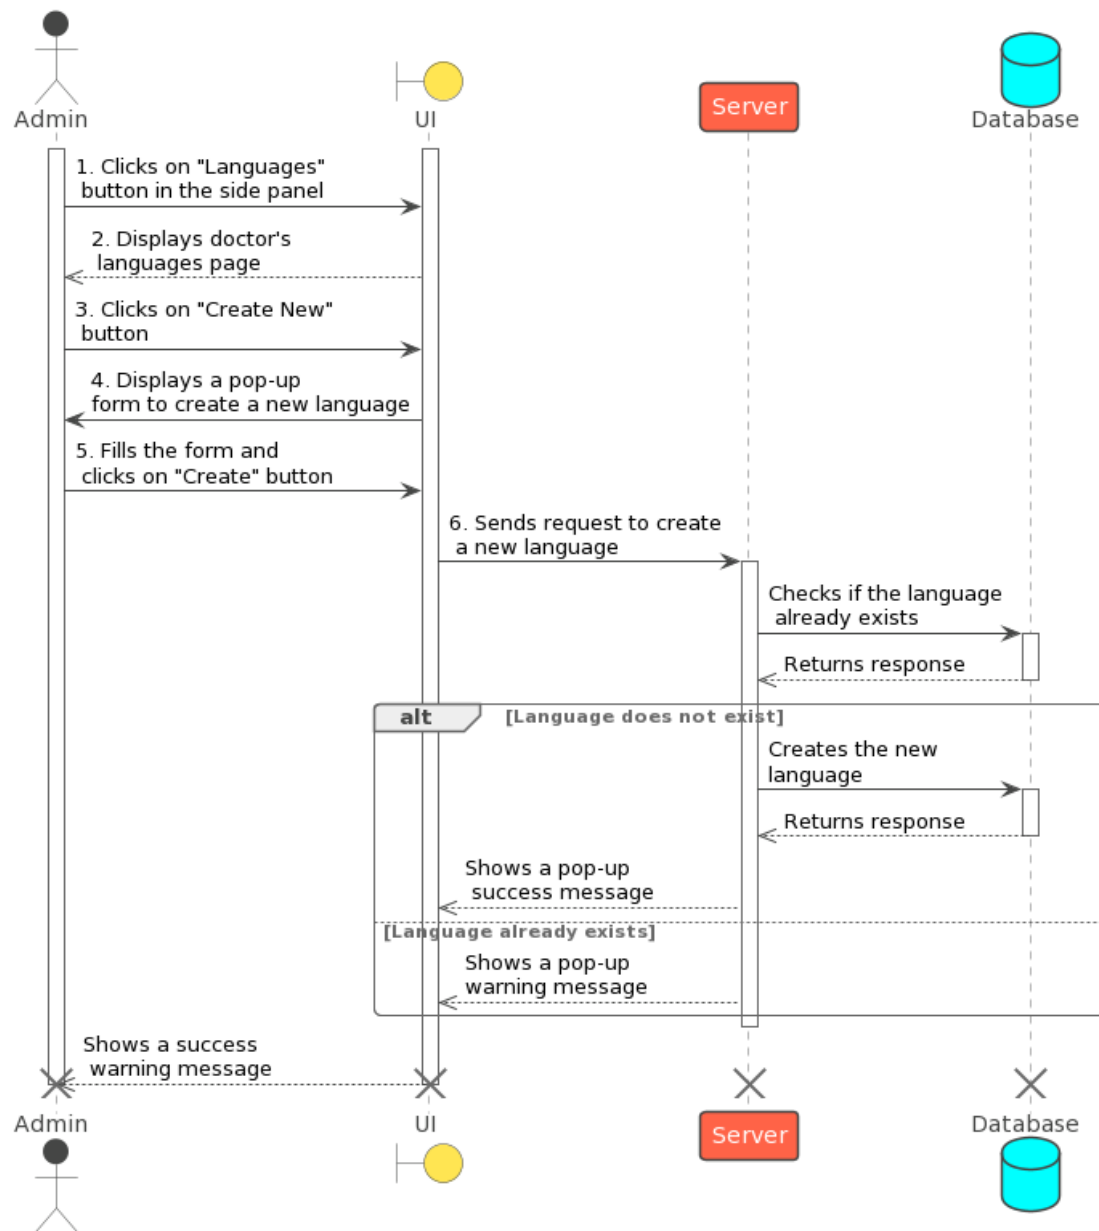 Admin
UI
Server
Database
1. Clicks on "Languages"
button in the side panel
2. Displays doctor's
languages page
3. Clicks on "Create New"
button
4. Displays a pop-up
form to create a new language
5. Fills the form and
clicks on "Create" button
6. Sends request to create
a new language
Checks if the language
already exists
Returns response
alt
[Language does not exist]
Creates the new
language
Returns response
Shows a pop-up
success message
[Language already exists]
Shows a pop-up
warning message
Shows a success
warning message
Admin
UI
Server
Database